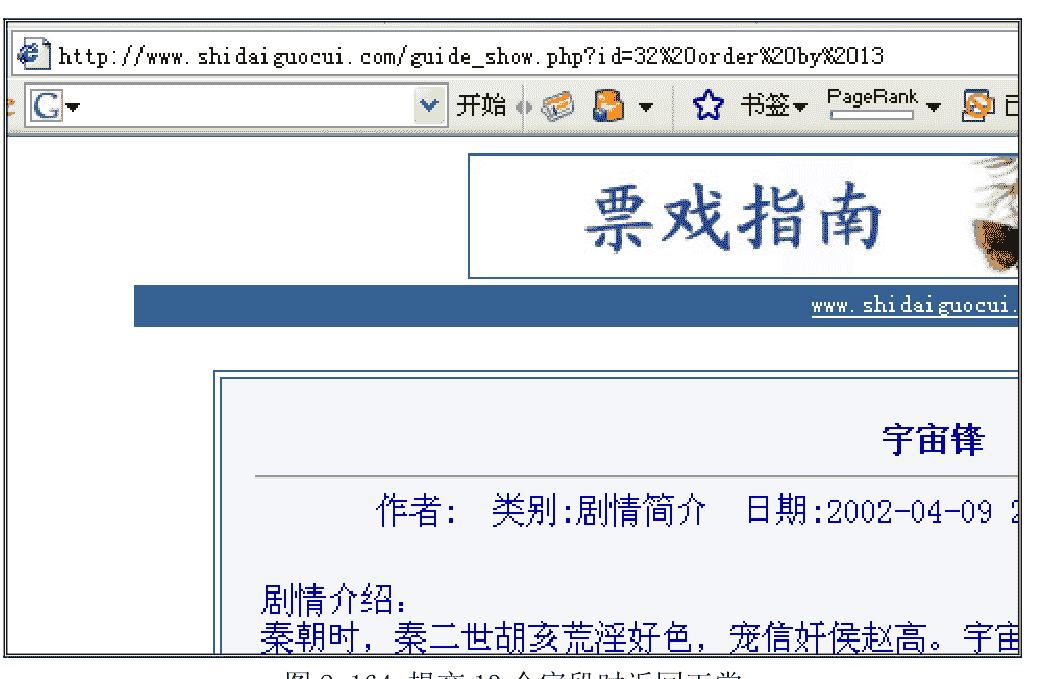 http://www.shidaiguocui.com/guide_show.php?id=32%20order%20by%2013
G 开始 书签 PageRank 已
票戏指南
www.shidaiguocui.
宇宙锋
作者: 类别:剧情简介 日期:2002-04-09 2
剧情介绍：
秦朝时，秦二世胡亥荒淫好色，宠信奸侯赵高。宇宙